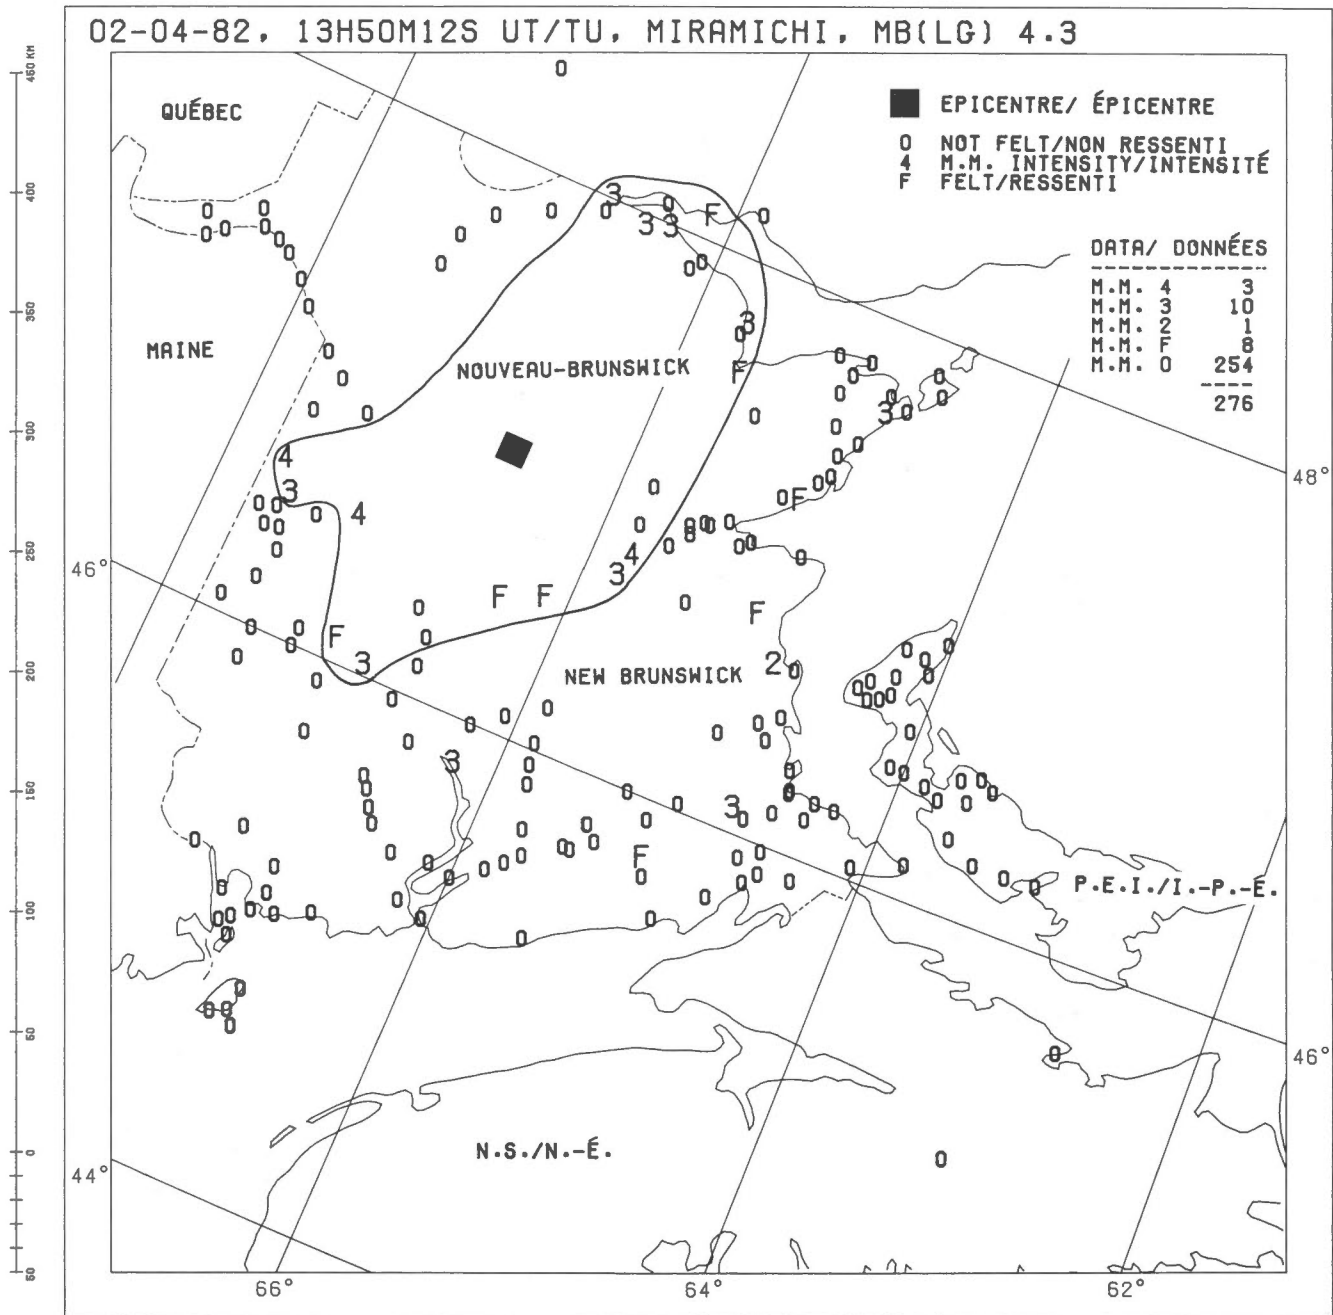 02-04-82, 13H50M12S UT/TU, MIRAMICHI, MB(LG) 4.3
QUÉBEC
EPICENTRE/ ÉPICENTRE
0 NOT FELT/NON RESSENTI
4 M.M. INTENSITY/INTENSITÉ
F FELT/RESSENTI
DATA/ DONNÉES
M.M. 4 3
M.M. 3 10
M.M. 2 1
M.M. F 8
M.M. 0 254
276
MAINE
NOUVEAU-BRUNSWICK
NEW BRUNSWICK
P.E.I./I.-P.-É.
N.S./N.-É.
48°
46°
46°
44°
66°
64°
62°
450 KM
400
350
300
250
200
150
100
50
0
50